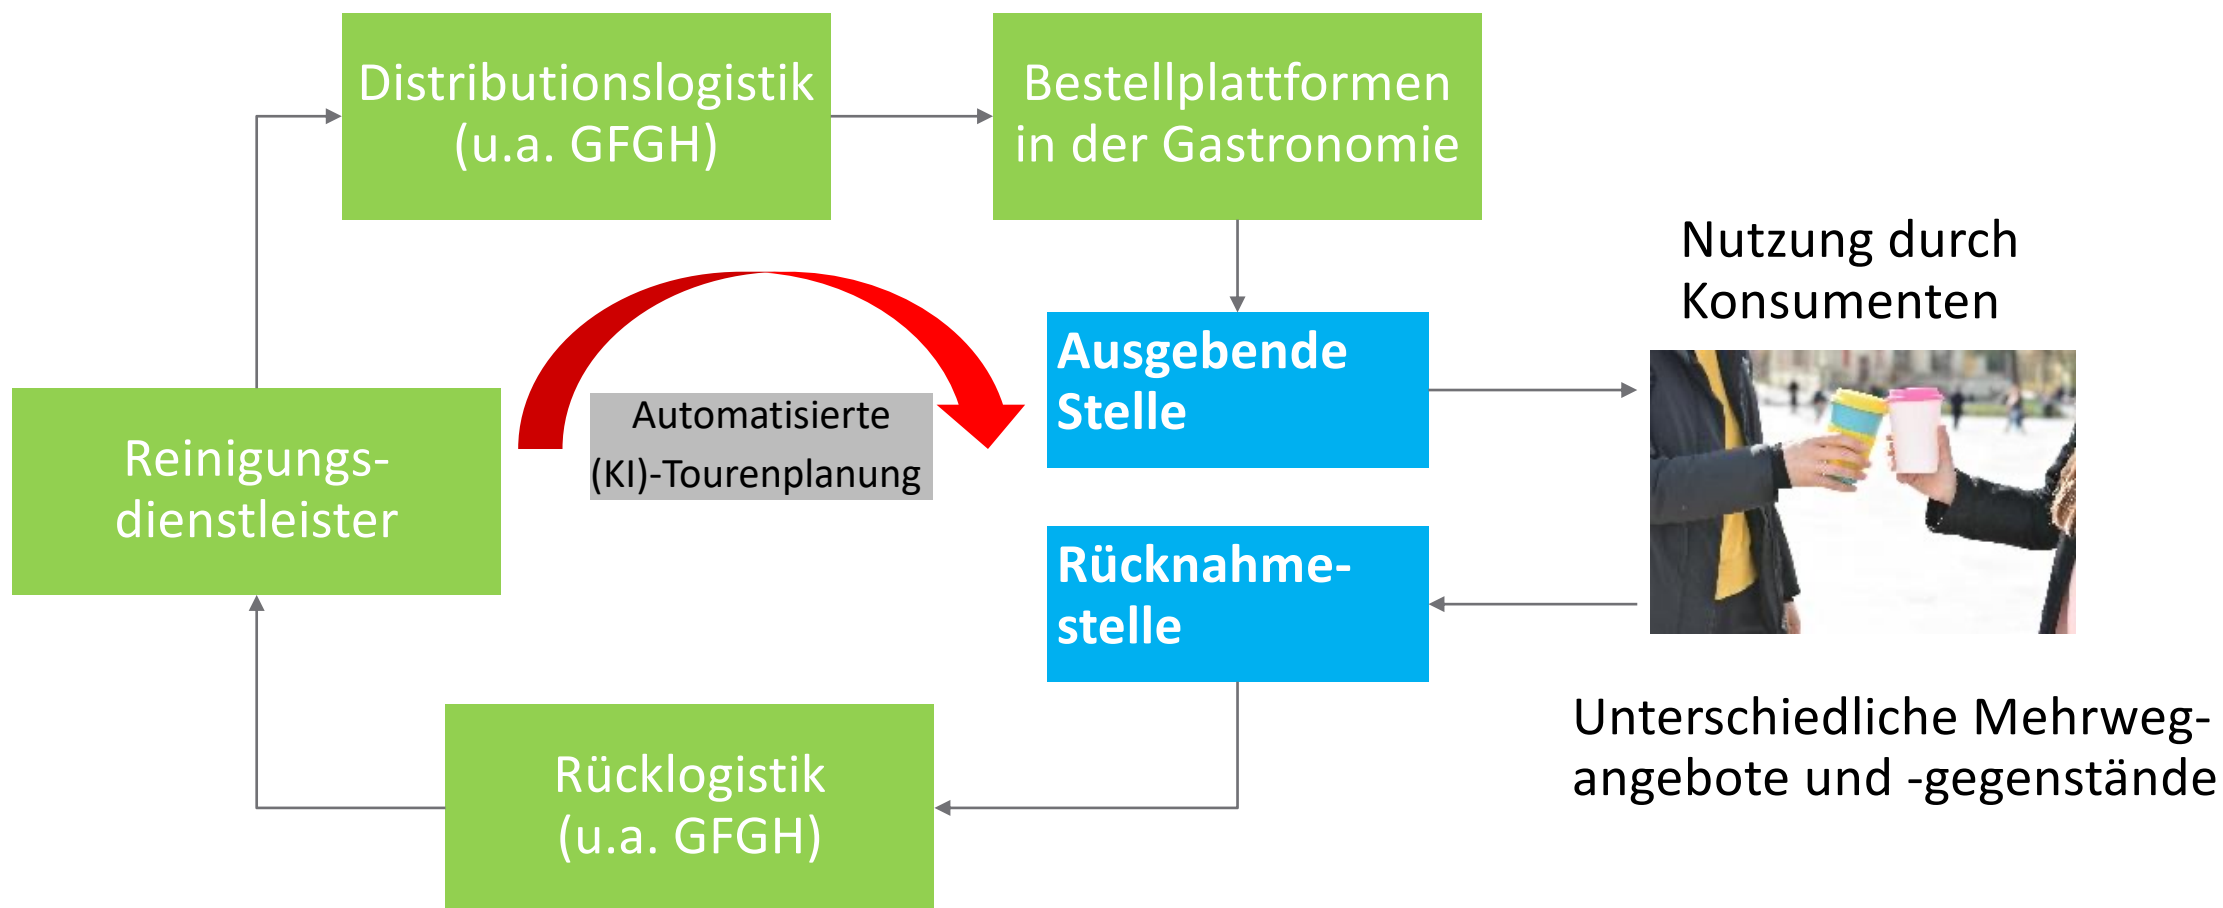 Distributionslogistik
(u.a. GFGH)
Bestellplattformen
in der Gastronomie
Nutzung durch
Konsumenten
Ausgebende
Stelle
Automatisierte
(KI)-Tourenplanung
Reinigungs-
dienstleister
Rücknahme-
stelle
Unterschiedliche Mehrweg-
angebote und -gegenstände
Rücklogistik
(u.a. GFGH)